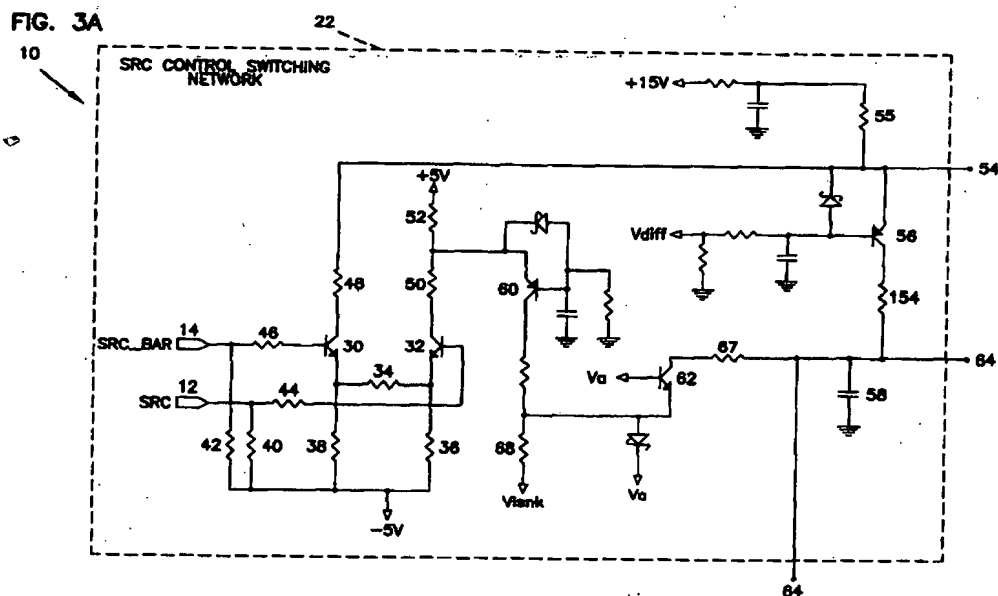 FIG. 3A
10
22
SRC CONTROL SWITCHING
NETWORK
+15V
55
54
+5V
52
Vdiff
56
48
50
60
154
SRC_BAR
14
46
30
32
67
64
34
Va
62
58
SRC
12
44
42
40
38
36
68
Vlank
Va
-5V
64